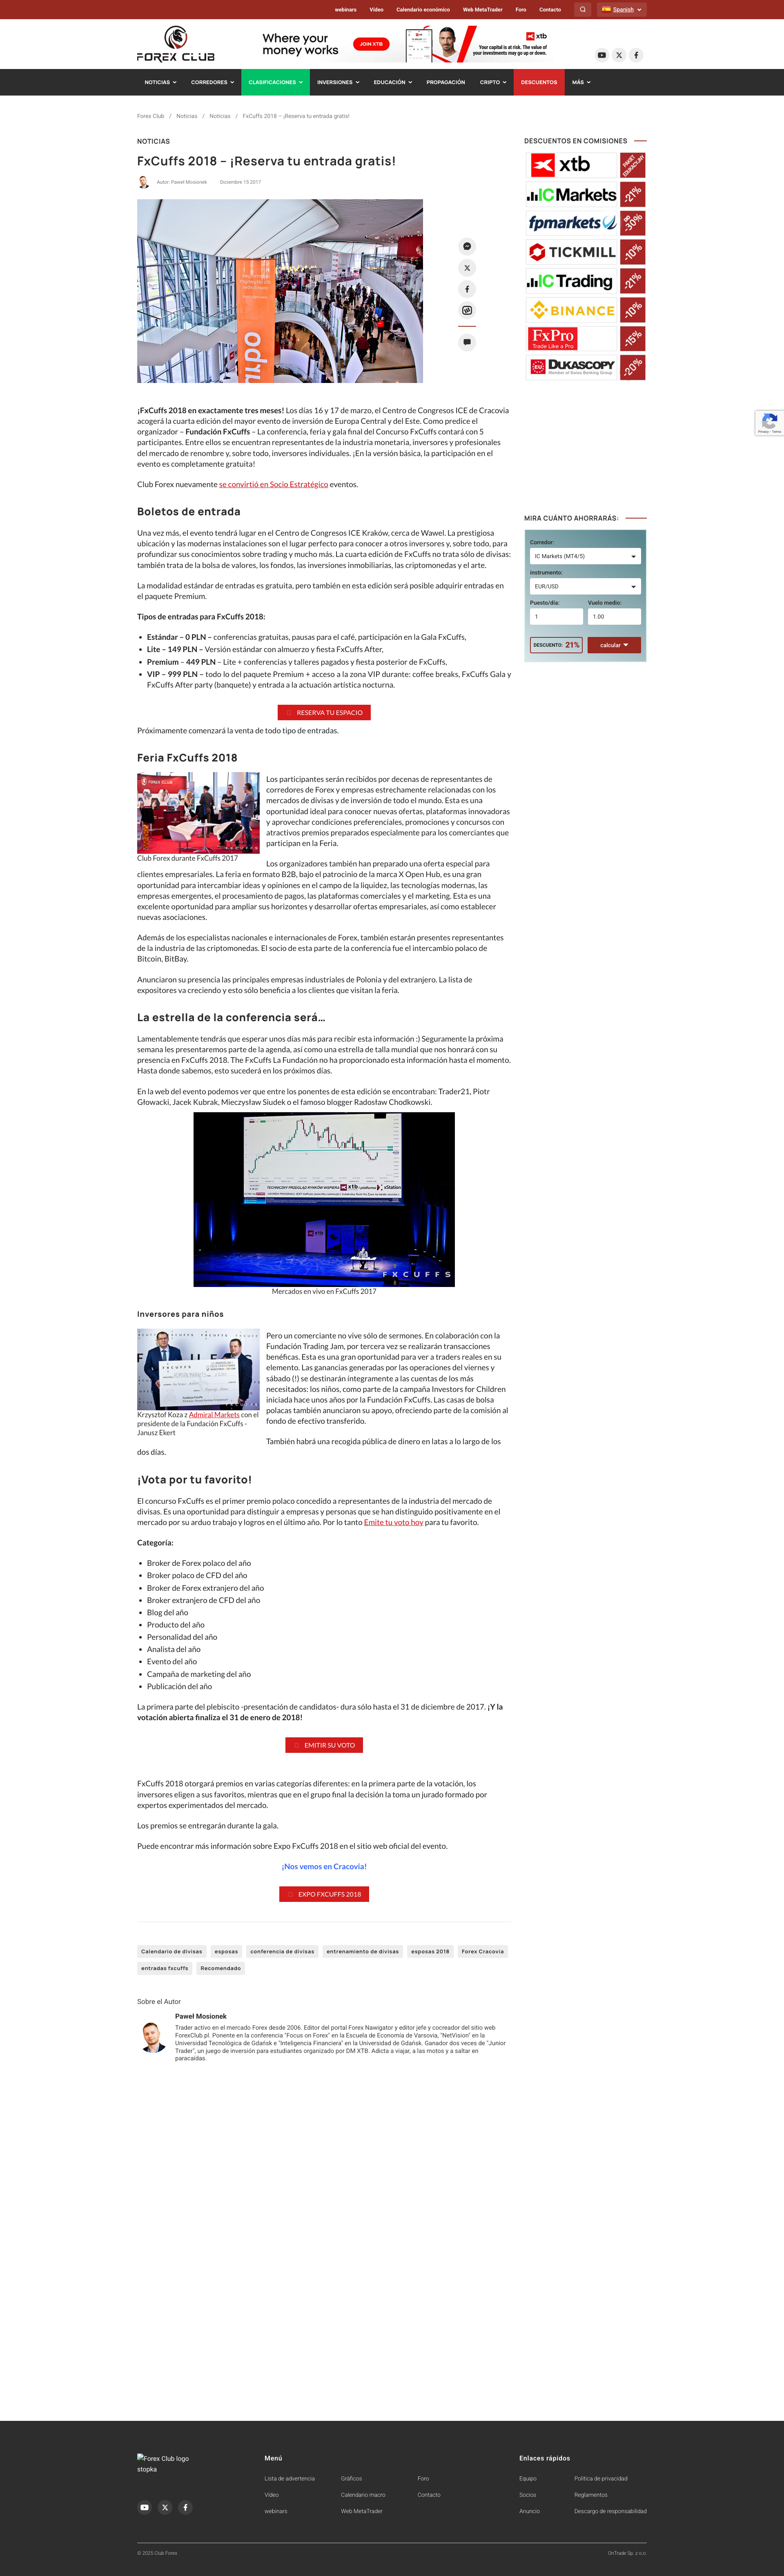 webinars Vídeo Calendario económico Web MetaTrader Foro Contacto Spanish
FOREX CLUB
Where your
money works
JOIN XTB
xtb
Your capital is at risk. The value of
your investments may go up or down.
NOTICIAS CORREDORES CLASIFICACIONES INVERSIONES EDUCACIÓN PROPAGACIÓN CRIPTO DESCUENTOS MÁS
Forex Club / Noticias / Noticias / FxCuffs 2018 – ¡Reserva tu entrada gratis!
NOTICIAS
FxCuffs 2018 – ¡Reserva tu entrada gratis!
Autor: Paweł Mosionek Diciembre 15 2017
¡FxCuffs 2018 en exactamente tres meses! Los días 16 y 17 de marzo, el Centro de Congresos ICE de Cracovia
acogerá la cuarta edición del mayor evento de inversión de Europa Central y del Este. Como predice el
organizador – Fundación FxCuffs – La conferencia, feria y gala final del Concurso FxCuffs contará con 5
participantes. Entre ellos se encuentran representantes de la industria monetaria, inversores y profesionales
del mercado de renombre y, sobre todo, inversores individuales. ¡En la versión básica, la participación en el
evento es completamente gratuita!
Club Forex nuevamente se convirtió en Socio Estratégico eventos.
Boletos de entrada
Una vez más, el evento tendrá lugar en el Centro de Congresos ICE Kraków, cerca de Wawel. La prestigiosa
ubicación y las modernas instalaciones son un gran lugar para conocer a otros inversores y, sobre todo, para
profundizar sus conocimientos sobre trading y mucho más. La cuarta edición de FxCuffs no trata sólo de divisas:
también trata de la bolsa de valores, los fondos, las inversiones inmobiliarias, las criptomonedas y el arte.
La modalidad estándar de entradas es gratuita, pero también en esta edición será posible adquirir entradas en
el paquete Premium.
Tipos de entradas para FxCuffs 2018:
• Estándar – 0 PLN – conferencias gratuitas, pausas para el café, participación en la Gala FxCuffs,
• Lite – 149 PLN – Versión estándar con almuerzo y fiesta FxCuffs After,
• Premium – 449 PLN – Lite + conferencias y talleres pagados y fiesta posterior de FxCuffs,
• VIP – 999 PLN – todo lo del paquete Premium + acceso a la zona VIP durante: coffee breaks, FxCuffs Gala y
FxCuffs After party (banquete) y entrada a la actuación artística nocturna.
RESERVA TU ESPACIO
Próximamente comenzará la venta de todo tipo de entradas.
Feria FxCuffs 2018
Los participantes serán recibidos por decenas de representantes de
corredores de Forex y empresas estrechamente relacionadas con los
mercados de divisas y de inversión de todo el mundo. Esta es una
oportunidad ideal para conocer nuevas ofertas, plataformas innovadoras
y aprovechar condiciones preferenciales, promociones y concursos con
atractivos premios preparados especialmente para los comerciantes que
participan en la Feria.
Club Forex durante FxCuffs 2017
Los organizadores también han preparado una oferta especial para
clientes empresariales. La feria en formato B2B, bajo el patrocinio de la marca X Open Hub, es una gran
oportunidad para intercambiar ideas y opiniones en el campo de la liquidez, las tecnologías modernas, las
empresas emergentes, el procesamiento de pagos, las plataformas comerciales y el marketing. Esta es una
excelente oportunidad para ampliar sus horizontes y desarrollar ofertas empresariales, así como establecer
nuevas asociaciones.
Además de los especialistas nacionales e internacionales de Forex, también estarán presentes representantes
de la industria de las criptomonedas. El socio de esta parte de la conferencia fue el intercambio polaco de
Bitcoin, BitBay.
Anunciaron su presencia las principales empresas industriales de Polonia y del extranjero. La lista de
expositores va creciendo y esto sólo beneficia a los clientes que visitan la feria.
La estrella de la conferencia será…
Lamentablemente tendrás que esperar unos días más para recibir esta información :) Seguramente la próxima
semana les presentaremos parte de la agenda, así como una estrella de talla mundial que nos honrará con su
presencia en FxCuffs 2018. The FxCuffs La Fundación no ha proporcionado esta información hasta el momento.
Hasta donde sabemos, esto sucederá en los próximos días.
En la web del evento podemos ver que entre los ponentes de esta edición se encontraban: Trader21, Piotr
Głowacki, Jacek Kubrak, Mieczysław Siudek o el famoso blogger Radosław Chodkowski.
FXCUFFS
Mercados en vivo en FxCuffs 2017
Inversores para niños
Pero un comerciante no vive sólo de sermones. En colaboración con la
Fundación Trading Jam, por tercera vez se realizarán transacciones
benéficas. Esta es una gran oportunidad para ver a traders reales en su
elemento. Las ganancias generadas por las operaciones del viernes y
sábado (!) se destinarán íntegramente a las cuentas de los más
necesitados: los niños, como parte de la campaña Investors for Children
iniciada hace unos años por la Fundación FxCuffs. Las casas de bolsa
polacas también anunciaron su apoyo, ofreciendo parte de la comisión al
fondo de efectivo transferido.
Krzysztof Koza z Admiral Markets con el
presidente de la Fundación FxCuffs -
Janusz Ekert
También habrá una recogida pública de dinero en latas a lo largo de los
dos días.
¡Vota por tu favorito!
El concurso FxCuffs es el primer premio polaco concedido a representantes de la industria del mercado de
divisas. Es una oportunidad para distinguir a empresas y personas que se han distinguido positivamente en el
mercado por su arduo trabajo y logros en el último año. Por lo tanto Emite tu voto hoy para tu favorito.
Categoría:
• Broker de Forex polaco del año
• Broker polaco de CFD del año
• Broker de Forex extranjero del año
• Broker extranjero de CFD del año
• Blog del año
• Producto del año
• Personalidad del año
• Analista del año
• Evento del año
• Campaña de marketing del año
• Publicación del año
La primera parte del plebiscito -presentación de candidatos- dura sólo hasta el 31 de diciembre de 2017. ¡Y la
votación abierta finaliza el 31 de enero de 2018!
EMITIR SU VOTO
FxCuffs 2018 otorgará premios en varias categorías diferentes: en la primera parte de la votación, los
inversores eligen a sus favoritos, mientras que en el grupo final la decisión la toma un jurado formado por
expertos experimentados del mercado.
Los premios se entregarán durante la gala.
Puede encontrar más información sobre Expo FxCuffs 2018 en el sitio web oficial del evento.
¡Nos vemos en Cracovia!
EXPO FXCUFFS 2018
Calendario de divisas esposas conferencia de divisas entrenamiento de divisas esposas 2018 Forex Cracovia
entradas fxcuffs Recomendado
Sobre el Autor
Paweł Mosionek
Trader activo en el mercado Forex desde 2006. Editor del portal Forex Nawigator y editor jefe y cocreador del sitio web
ForexClub.pl. Ponente en la conferencia "Focus on Forex" en la Escuela de Economía de Varsovia, "NetVision" en la
Universidad Tecnológica de Gdańsk e "Inteligencia Financiera" en la Universidad de Gdańsk. Ganador dos veces de "Junior
Trader", un juego de inversión para estudiantes organizado por DM XTB. Adicta a viajar, a las motos y a saltar en
paracaídas.
DESCUENTOS EN COMISIONES
xtb PAKIET EDUKACYJNY
IC Markets -21%
fpmarkets DO -30%
TICKMILL -10%
IC Trading -21%
BINANCE -10%
FxPro Trade Like a Pro -15%
DUKASCOPY -20%
MIRA CUÁNTO AHORRARÁS:
Corredor:
IC Markets (MT4/5)
instrumento:
EUR/USD
Puesto/día: Vuelo medio:
1 1.00
DESCUENTO: 21% calcular
Privacy - Terms
Forex Club logo
stopka
Menú
Lista de advertencia Gráficos Foro
Vídeo Calendario macro Contacto
webinars Web MetaTrader
Enlaces rápidos
Equipo Política de privacidad
Socios Reglamentos
Anuncio Descargo de responsabilidad
© 2025 Club Forex OnTrade Sp. z o.o.